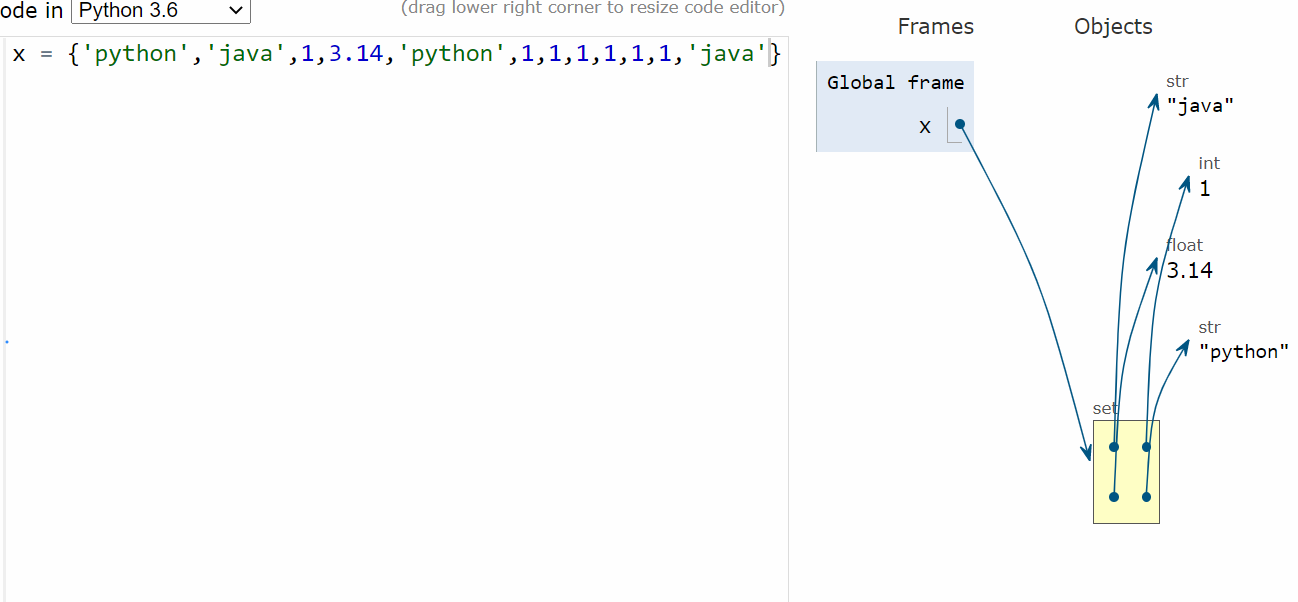 ode in Python 3.6
(drag lower right corner to resize code editor)
x = {'python','java',1,3.14,'python',1,1,1,1,1,1,'java'}
Frames
Objects
Global frame
x
str
"java"
int
1
float
3.14
str
"python"
set